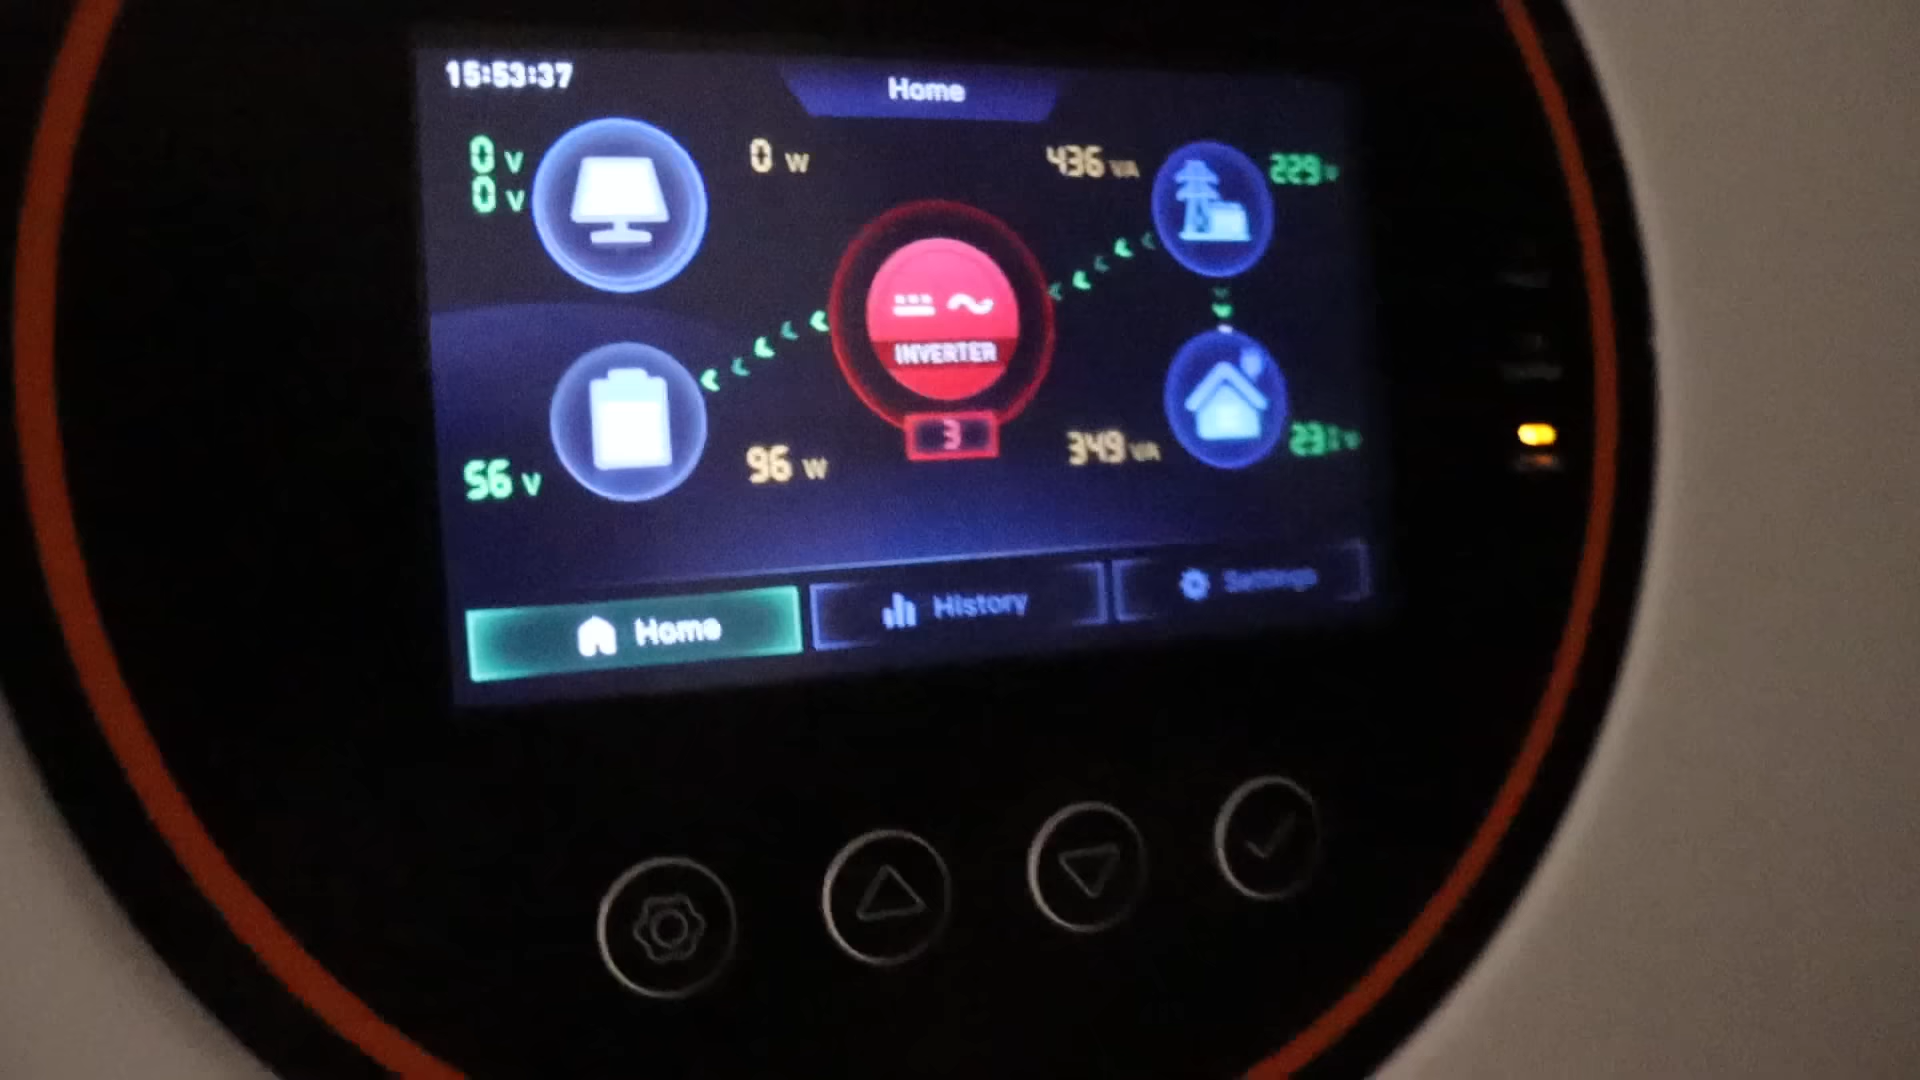 15:53:37
Home
0 V
0 V
0 W
436 VA
229 V
INVERTER
3
56 V
96 W
349 VA
231 V
Home
History
Settings